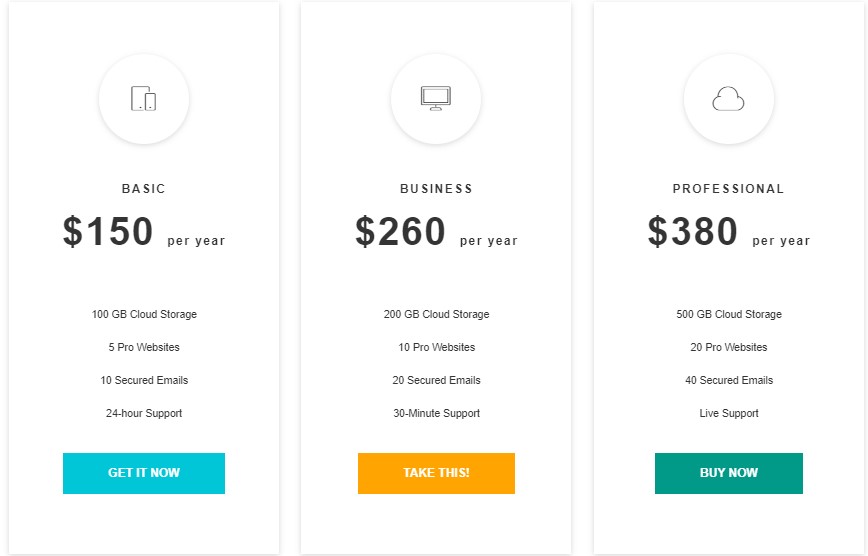 BASIC
$150 per year
100 GB Cloud Storage
5 Pro Websites
10 Secured Emails
24-hour Support
GET IT NOW
BUSINESS
$260 per year
200 GB Cloud Storage
10 Pro Websites
20 Secured Emails
30-Minute Support
TAKE THIS!
PROFESSIONAL
$380 per year
500 GB Cloud Storage
20 Pro Websites
40 Secured Emails
Live Support
BUY NOW